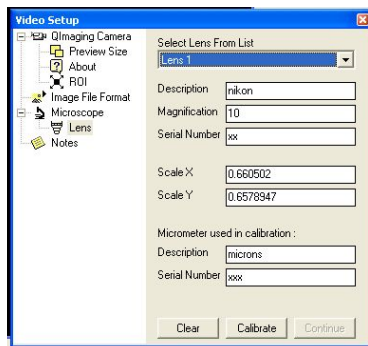 Video Setup
QImaging Camera
Preview Size
About
ROI
Image File Format
Microscope
Lens
Notes
Select Lens From List
Lens 1
Description nikon
Magnification 10
Serial Number xx
Scale X 0.660502
Scale Y 0.6578947
Micrometer used in calibration :
Description microns
Serial Number xxx
Clear Calibrate Continue